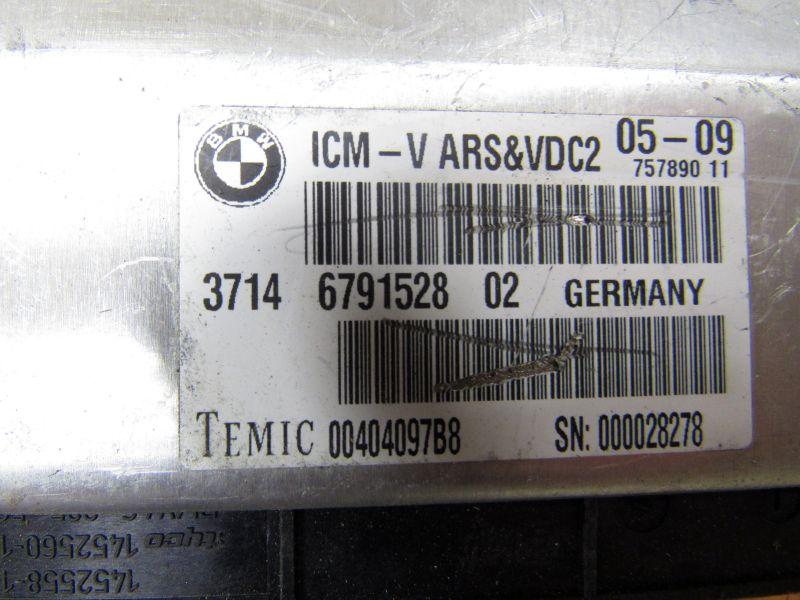 BMW
ICM – V ARS&VDC2 05 – 09
757890 11
3714 6791528 02 GERMANY
TEMIC 00404097B8 SN: 000028278
tyco 1452560-1
1452558-1